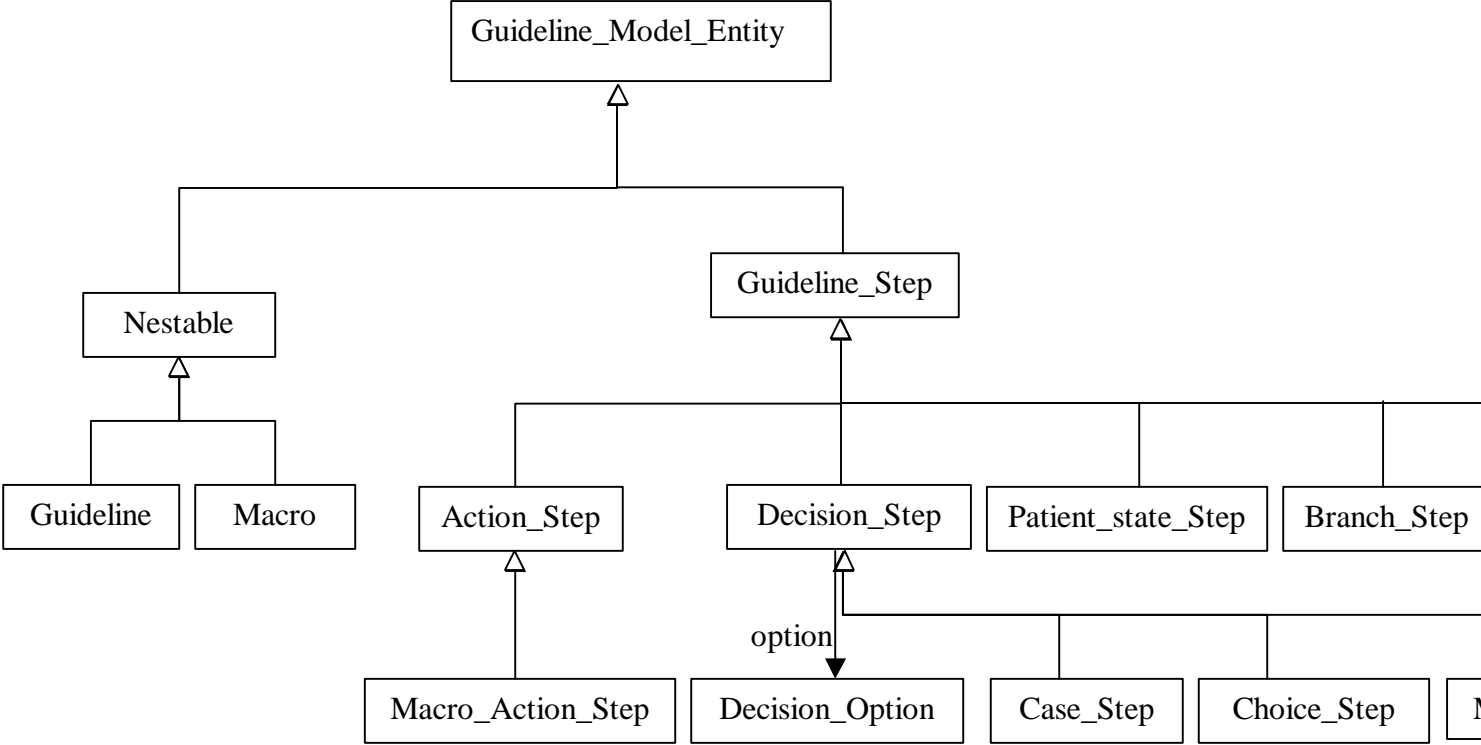 Guideline_Model_Entity
Guideline_Step
Nestable
Guideline
Macro
Action_Step
Decision_Step
Patient_state_Step
Branch_Step
option
Macro_Action_Step
Decision_Option
Case_Step
Choice_Step